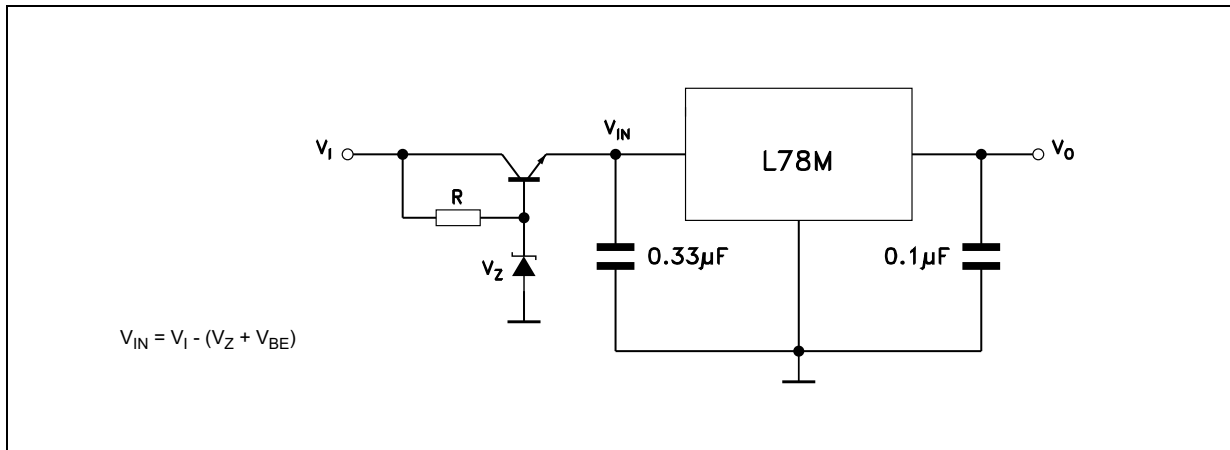 V_IN
V_I
L78M
V_O
R
V_Z
0.33µF
0.1µF
V_IN = V_I - (V_Z + V_BE)